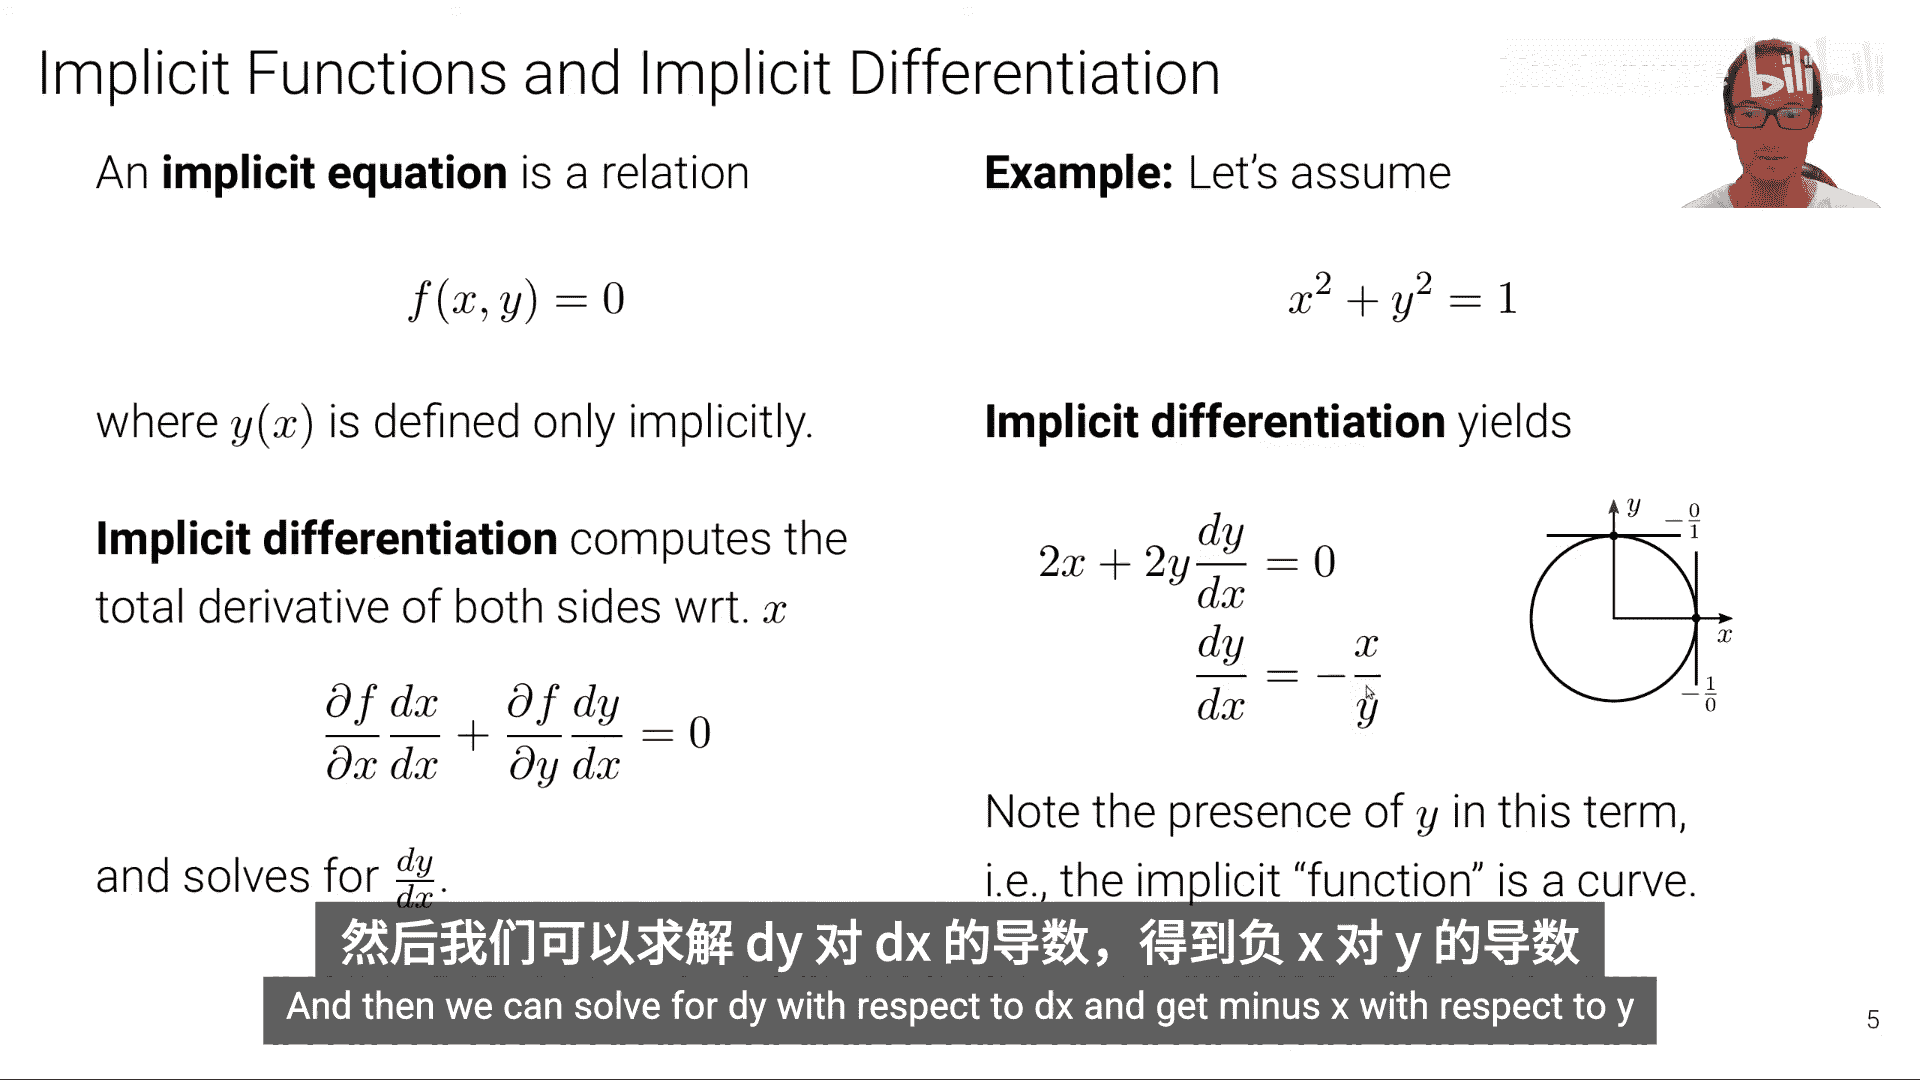 Implicit Functions and Implicit Differentiation
bilibili
An implicit equation is a relation
f(x, y) = 0
where y(x) is defined only implicitly.
Implicit differentiation computes the
total derivative of both sides wrt. x
∂f/∂x dx/dx + ∂f/∂y dy/dx = 0
and solves for dy/dx.
Example: Let's assume
x² + y² = 1
Implicit differentiation yields
2x + 2y dy/dx = 0
dy/dx = −x/y
y
−0/1
x
−1/0
Note the presence of y in this term,
i.e., the implicit “function” is a curve.
然后我们可以求解 dy 对 dx 的导数，得到负 x 对 y 的导数
And then we can solve for dy with respect to dx and get minus x with respect to y
5